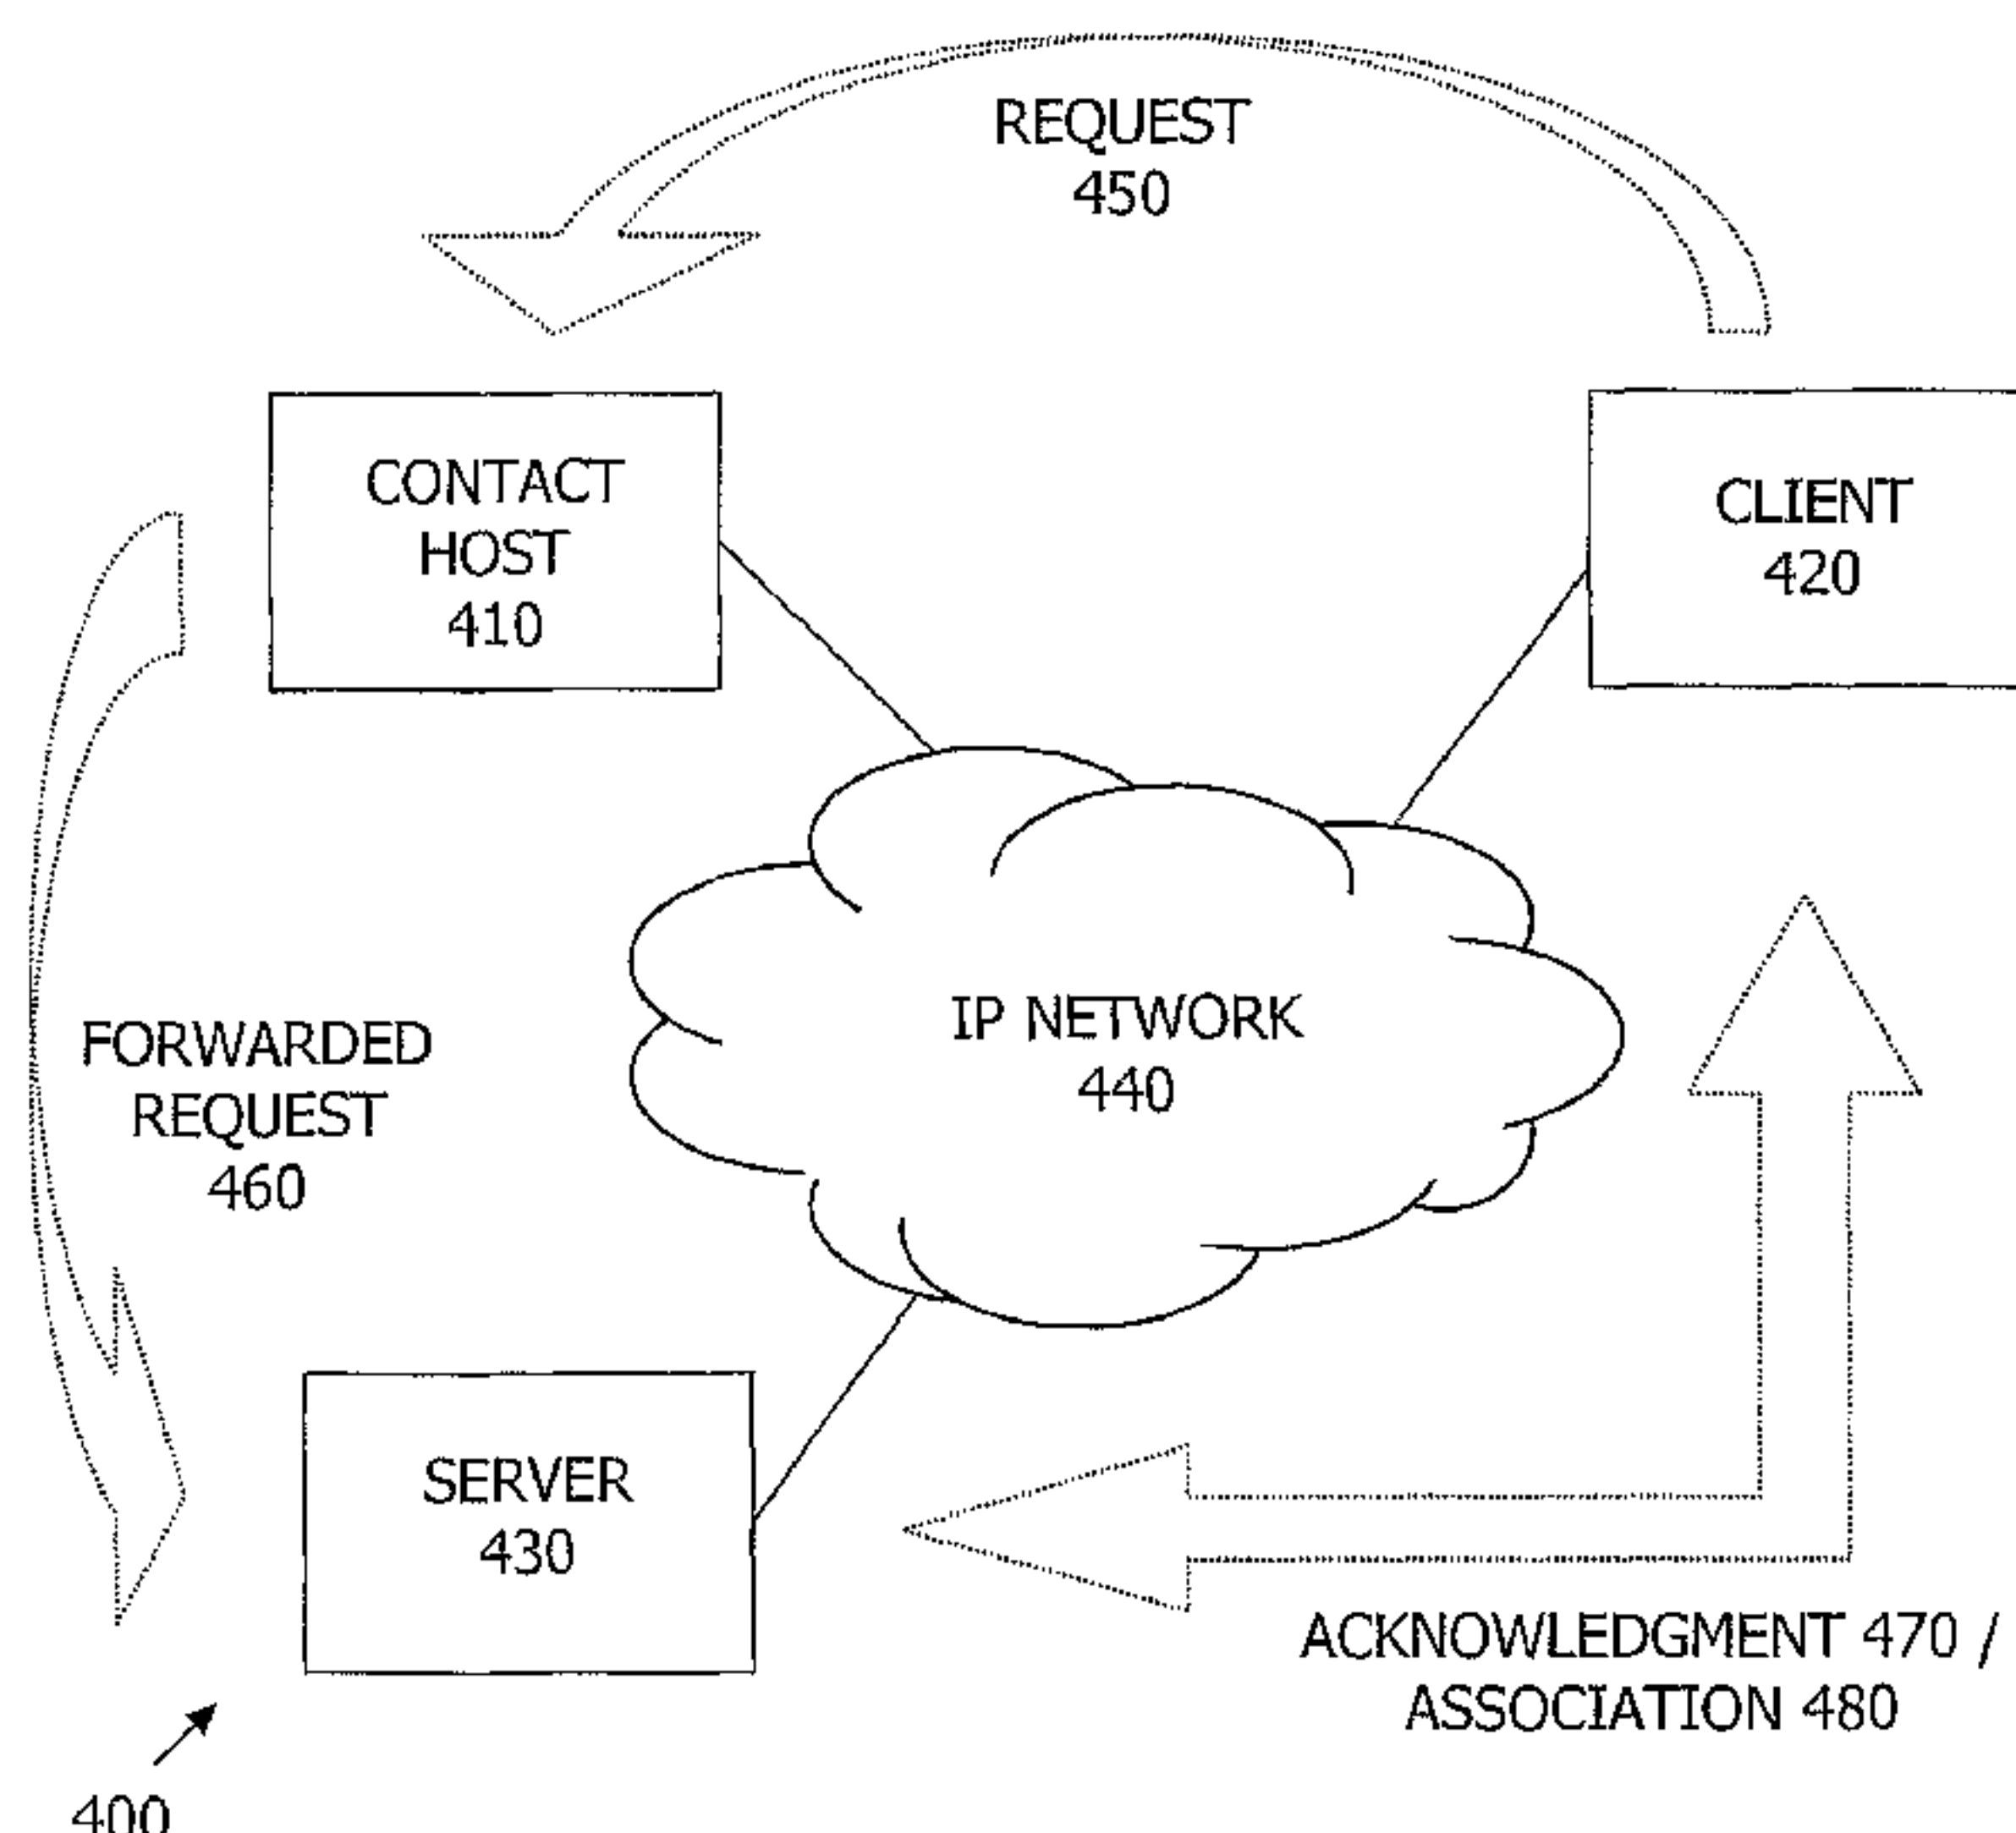 REQUEST
450
CONTACT
HOST
410
CLIENT
420
IP NETWORK
440
FORWARDED
REQUEST
460
SERVER
430
ACKNOWLEDGMENT 470 /
ASSOCIATION 480
400